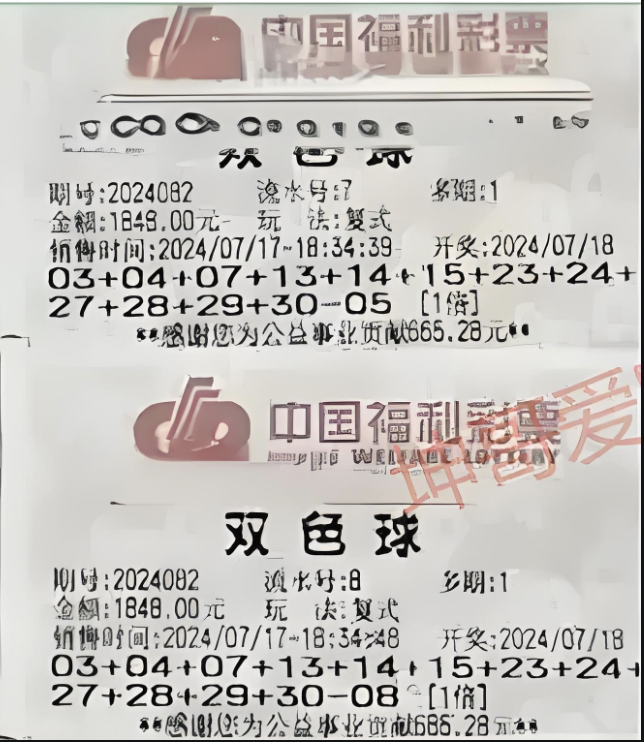 中国福利彩票
双色球
期号:2024082 流水号:7 多期:1
金额:1848.00元 玩法:复式
销售时间:2024/07/17-18:34:39 开奖:2024/07/18
03+04+07+13+14+15+23+24+
27+28+29+30-05 [1倍]
**感谢您为公益事业贡献665.28元**
中国福利彩票
WELFARE LOTTERY
双色球
期号:2024082 流水号:8 多期:1
金额:1848.00元 玩法:复式
销售时间:2024/07/17-18:34:48 开奖:2024/07/18
03+04+07+13+14+15+23+24+
27+28+29+30-08 [1倍]
**感谢您为公益事业贡献 .28元**
坤哥爱